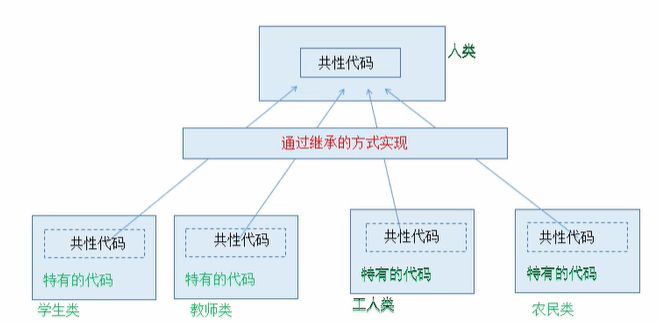 人类
共性代码
通过继承的方式实现
共性代码
特有的代码
学生类
共性代码
特有的代码
教师类
共性代码
特有的代码
工人类
共性代码
特有的代码
农民类